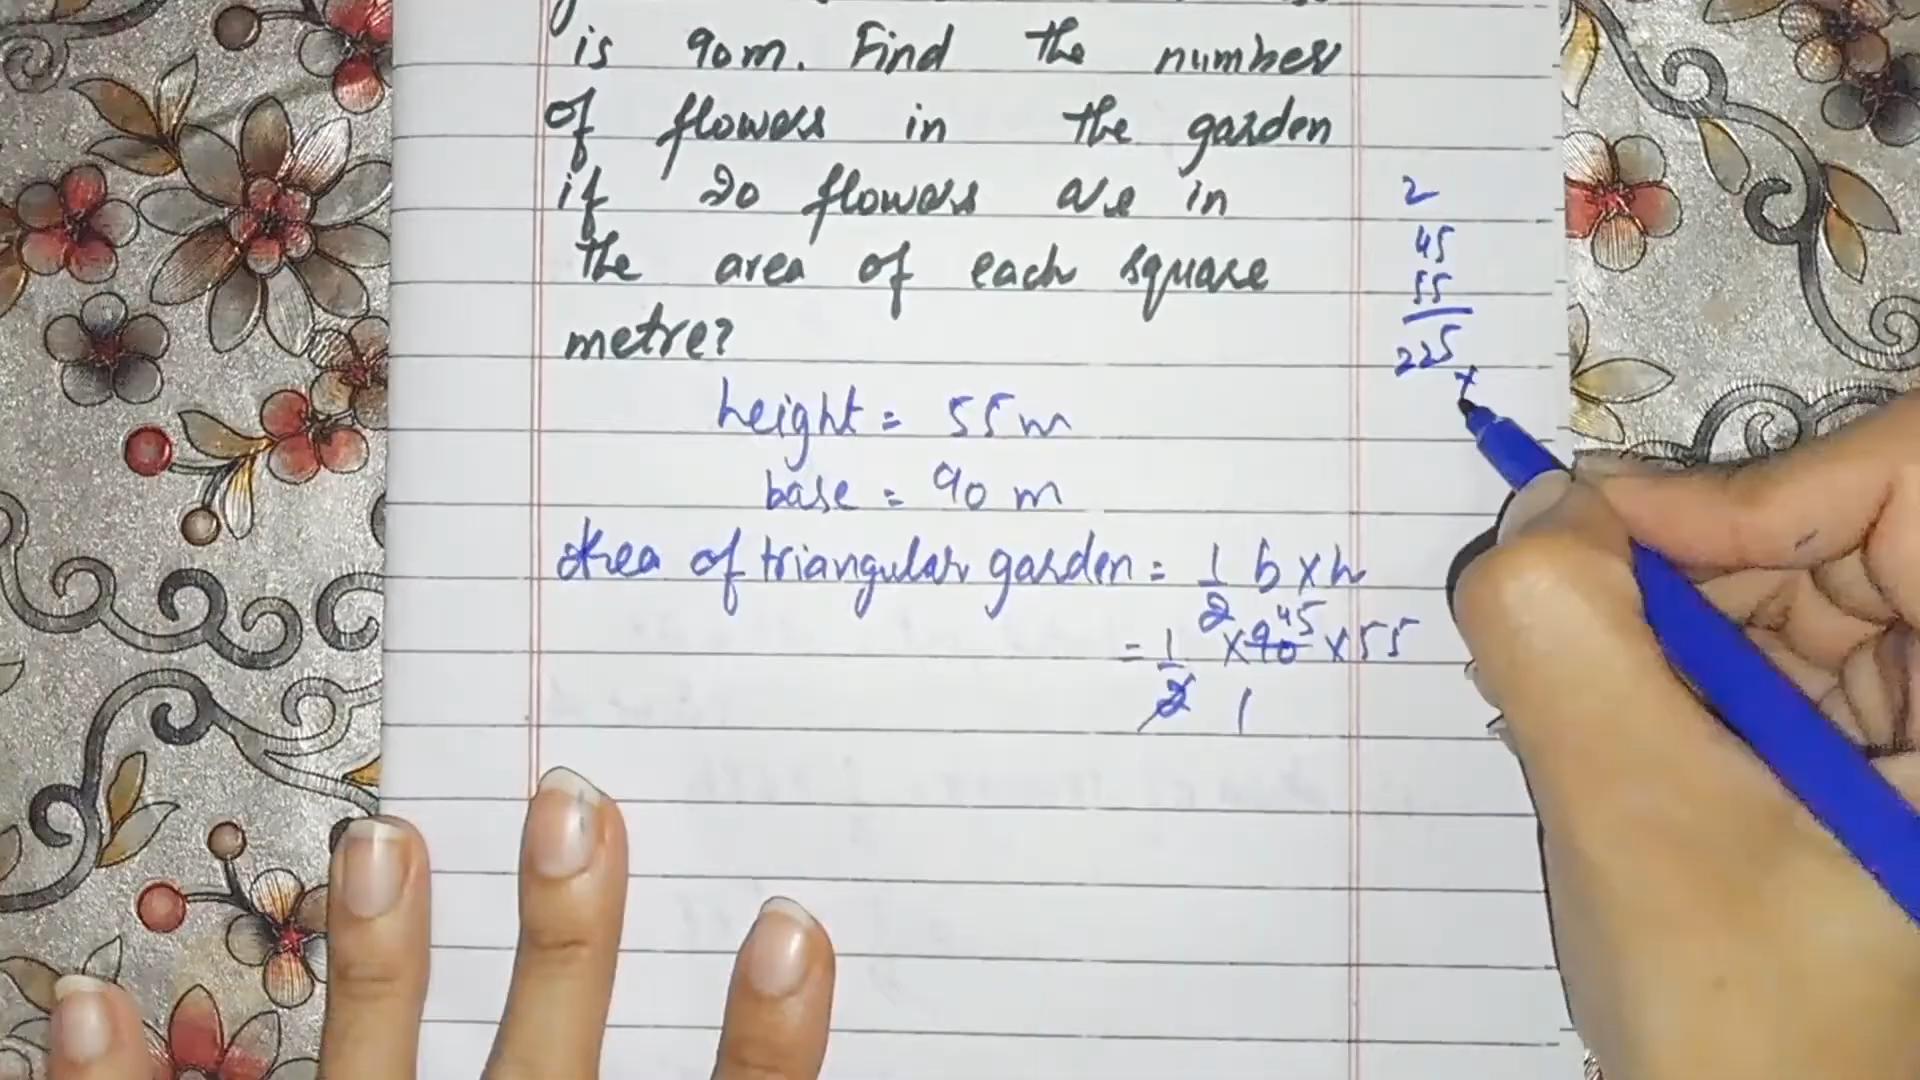 is 90m. Find the number
of flowers in the garden
if 20 flowers are in
the area of each square
metre?
height = 55 m
base = 90 m
Area of triangular garden = 1/2 b x h
= 1/2 x 90 45 x 55
1
2
45
55
225
x